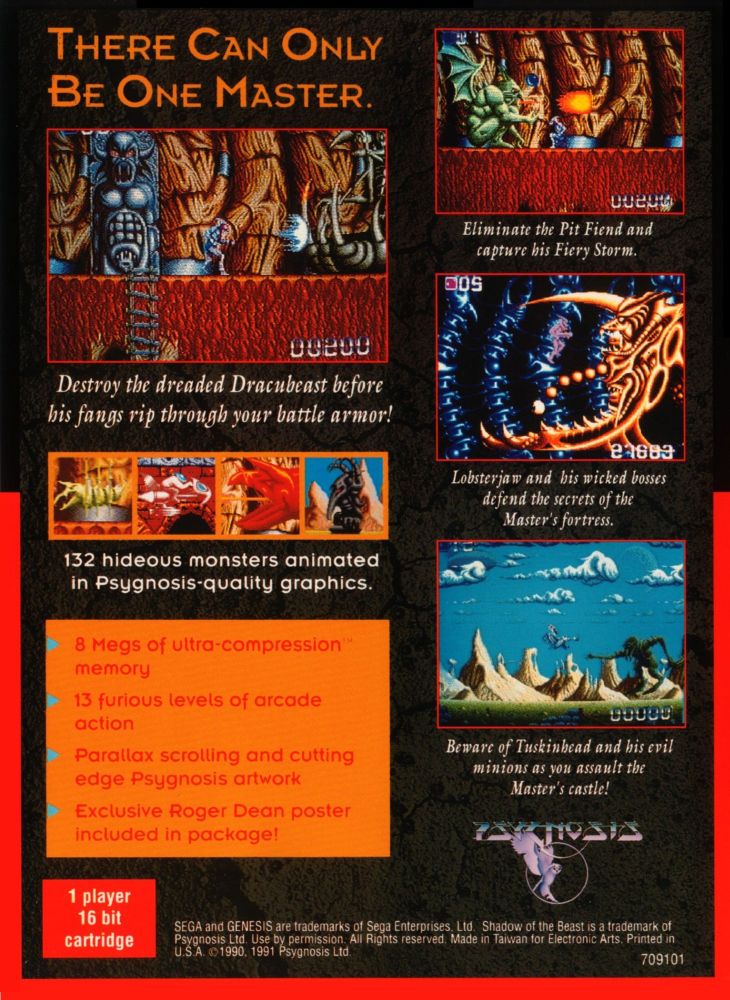 There Can Only
Be One Master.
00200
Destroy the dreaded Dracubeast before
his fangs rip through your battle armor!
132 hideous monsters animated
in Psygnosis-quality graphics.
8 Megs of ultra-compression™
memory
13 furious levels of arcade
action
Parallax scrolling and cutting
edge Psygnosis artwork
Exclusive Roger Dean poster
included in package!
1 player
16 bit
cartridge
00200
Eliminate the Pit Fiend and
capture his Fiery Storm.
05
21683
Lobsterjaw and his wicked bosses
defend the secrets of the
Master's fortress.
00000
Beware of Tuskinhead and his evil
minions as you assault the
Master's castle!
PSYGNOSIS
SEGA and GENESIS are trademarks of Sega Enterprises, Ltd. Shadow of the Beast is a trademark of
Psygnosis Ltd. Use by permission. All Rights reserved. Made in Taiwan for Electronic Arts. Printed in
U.S.A. ©1990, 1991 Psygnosis Ltd.
709101